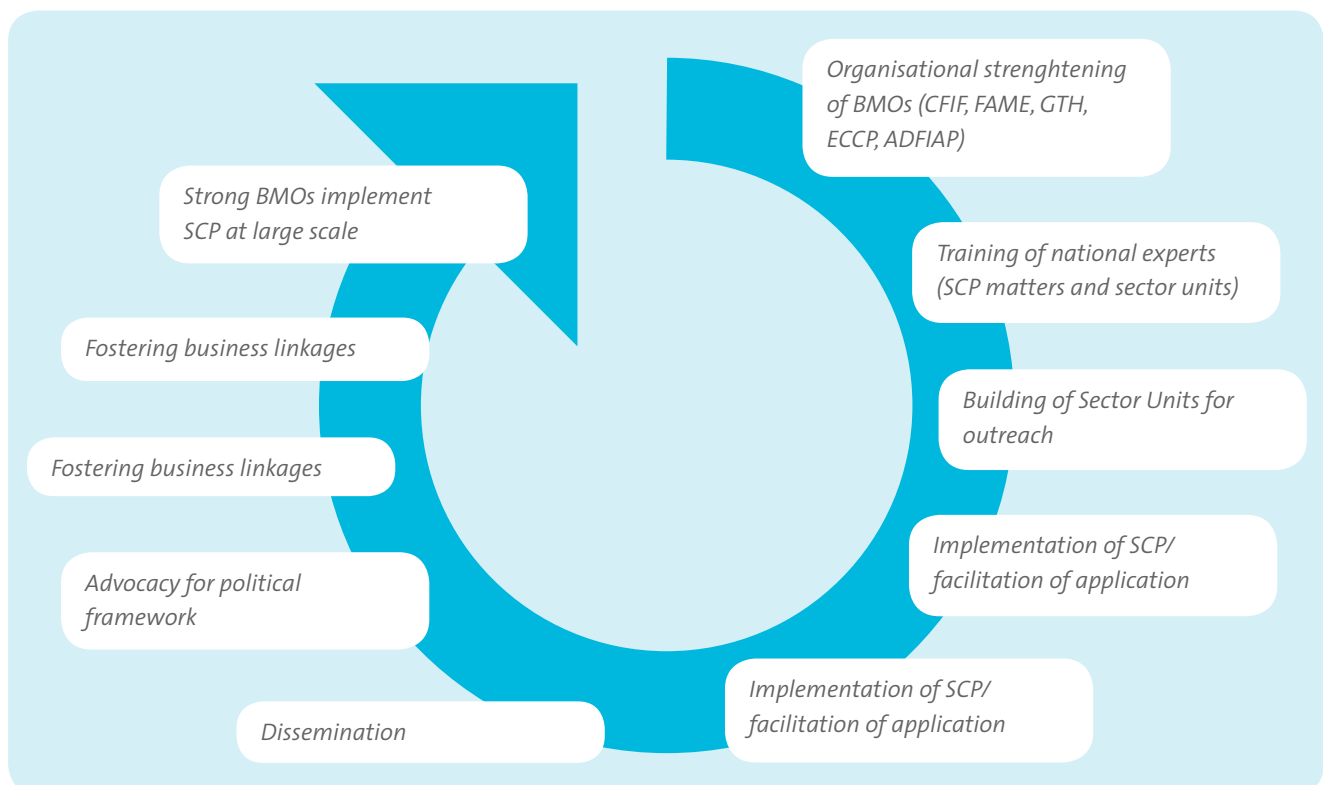 Organisational strenghtening
of BMOs (CFIF, FAME, GTH,
ECCP, ADFIAP)
Training of national experts
(SCP matters and sector units)
Building of Sector Units for
outreach
Implementation of SCP/
facilitation of application
Implementation of SCP/
facilitation of application
Dissemination
Advocacy for political
framework
Fostering business linkages
Fostering business linkages
Strong BMOs implement
SCP at large scale